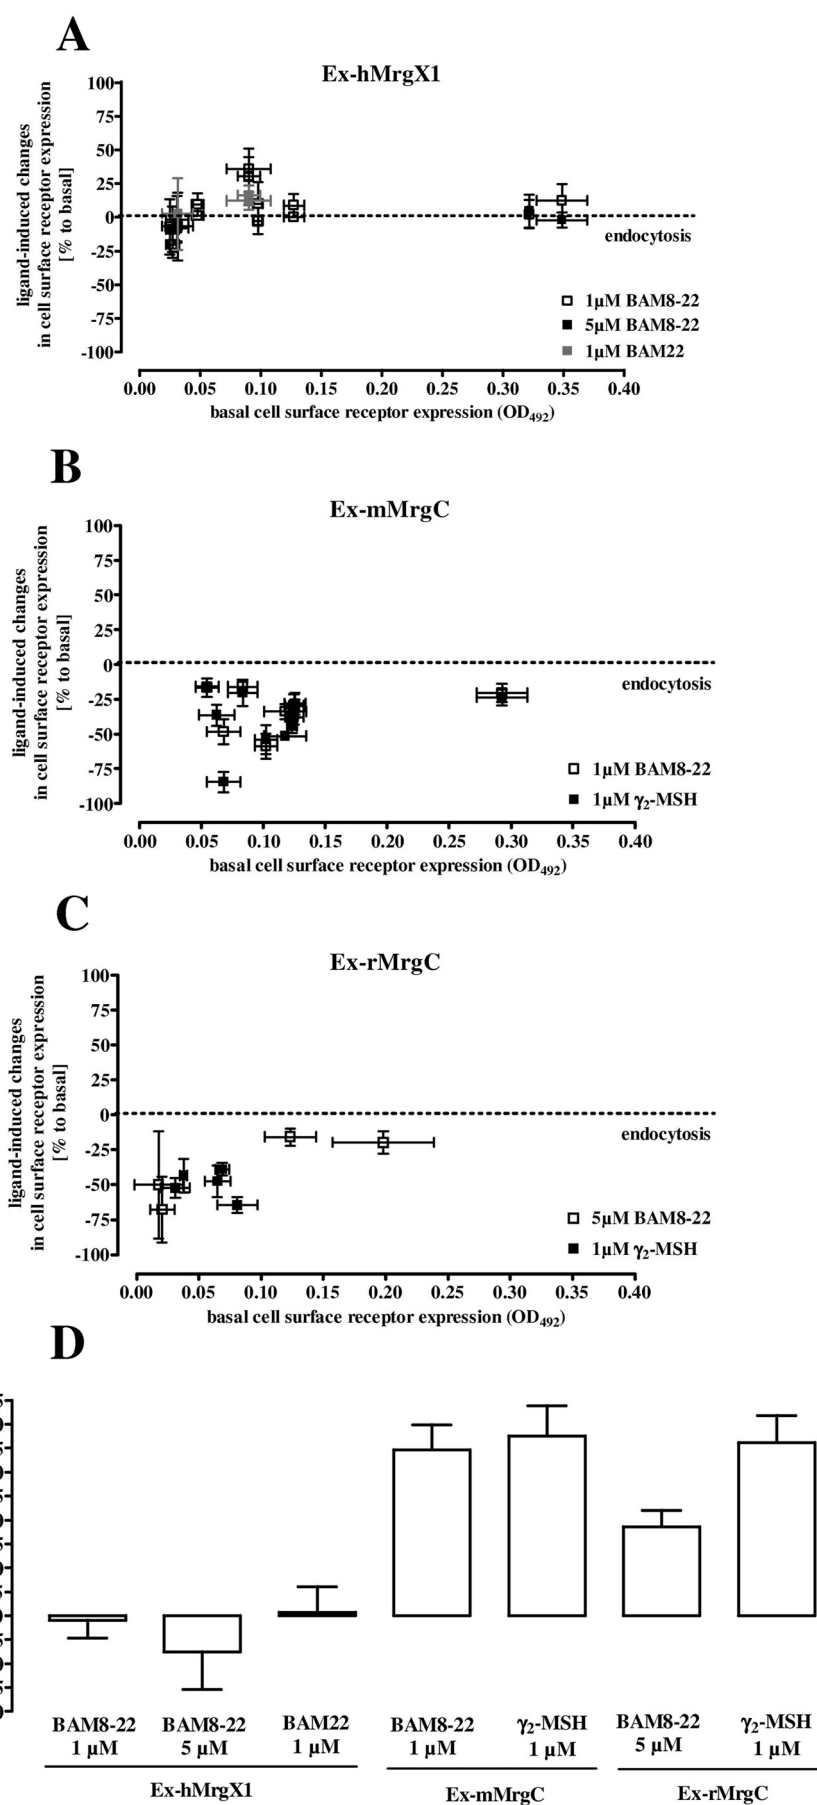 A
Ex-hMrgX1
ligand-induced changes
in cell surface receptor expression
[% to basal]
100
75
50
25
0
-25
-50
-75
-100
endocytosis
1µM BAM8-22
5µM BAM8-22
1µM BAM22
0.00 0.05 0.10 0.15 0.20 0.25 0.30 0.35 0.40
basal cell surface receptor expression (OD492)
B
Ex-mMrgC
ligand-induced changes
in cell surface receptor expression
[% to basal]
100
75
50
25
0
-25
-50
-75
-100
endocytosis
1µM BAM8-22
1µM γ2-MSH
0.00 0.05 0.10 0.15 0.20 0.25 0.30 0.35 0.40
basal cell surface receptor expression (OD492)
C
Ex-rMrgC
ligand-induced changes
in cell surface receptor expression
[% to basal]
100
75
50
25
0
-25
-50
-75
-100
endocytosis
5µM BAM8-22
1µM γ2-MSH
0.00 0.05 0.10 0.15 0.20 0.25 0.30 0.35 0.40
basal cell surface receptor expression (OD492)
D
BAM8-22 BAM8-22 BAM22 BAM8-22 γ2-MSH BAM8-22 γ2-MSH
1 µM 5 µM 1 µM 1 µM 1 µM 5 µM 1 µM
Ex-hMrgX1 Ex-mMrgC Ex-rMrgC